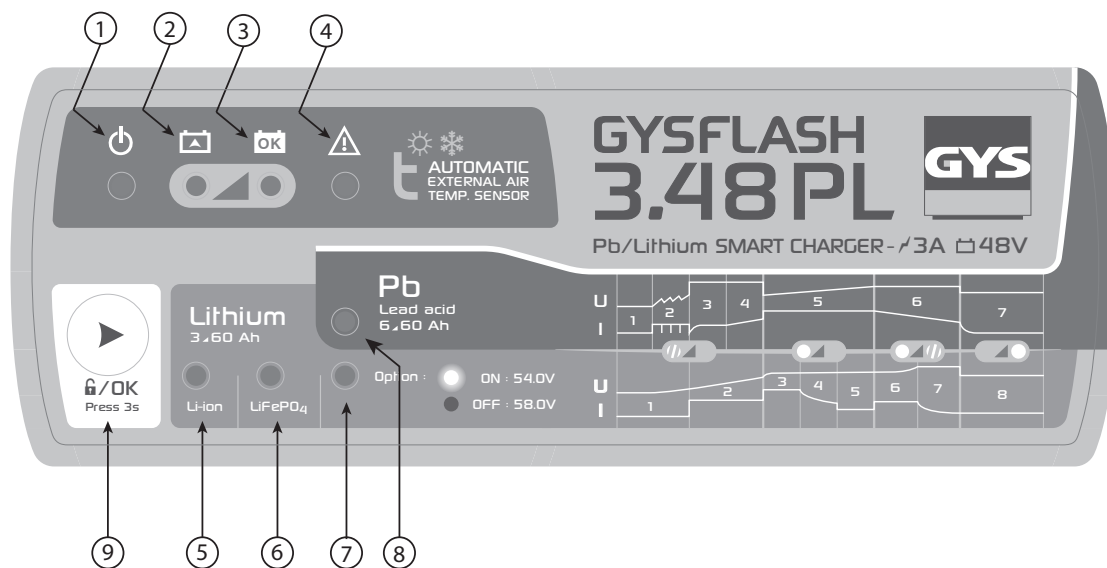 1
2
3
4
OK
AUTOMATIC
EXTERNAL AIR
TEMP. SENSOR
t
GYSFLASH
3.48 PL
GYS
Pb/Lithium SMART CHARGER - 3A 48V
Pb
Lead acid
6◢60 Ah
Lithium
3◢60 Ah
/OK
Press 3s
Li-ion
LiFePO4
Option :
ON : 54.0V
OFF : 58.0V
U
I
1
2
3
4
5
6
7
U
I
1
2
3
4
5
6
7
8
9
5
6
7
8